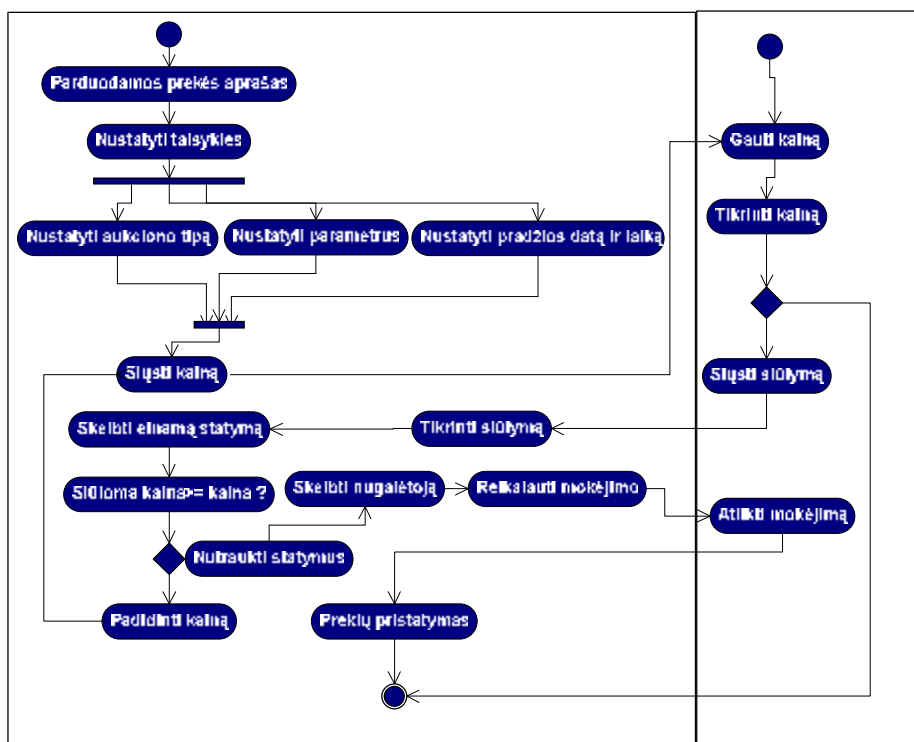 Parduodamos prekės aprašas
Nustatyti taisykles
Gauti kainą
Tikrinti kainą
Nustatyti aukciono tipą
Nustatyti parametrus
Nustatyti pradžios datą ir laiką
Siųsti kainą
Siųsti siūlymą
Skelbti einamą statymą
Tikrinti siūlymą
Siūloma kaina>= kaina ?
Skelbti nugalėtoją
Reikalauti mokėjimo
Atlikti mokėjimą
Nutraukti statymus
Padidinti kainą
Prekių pristatymas